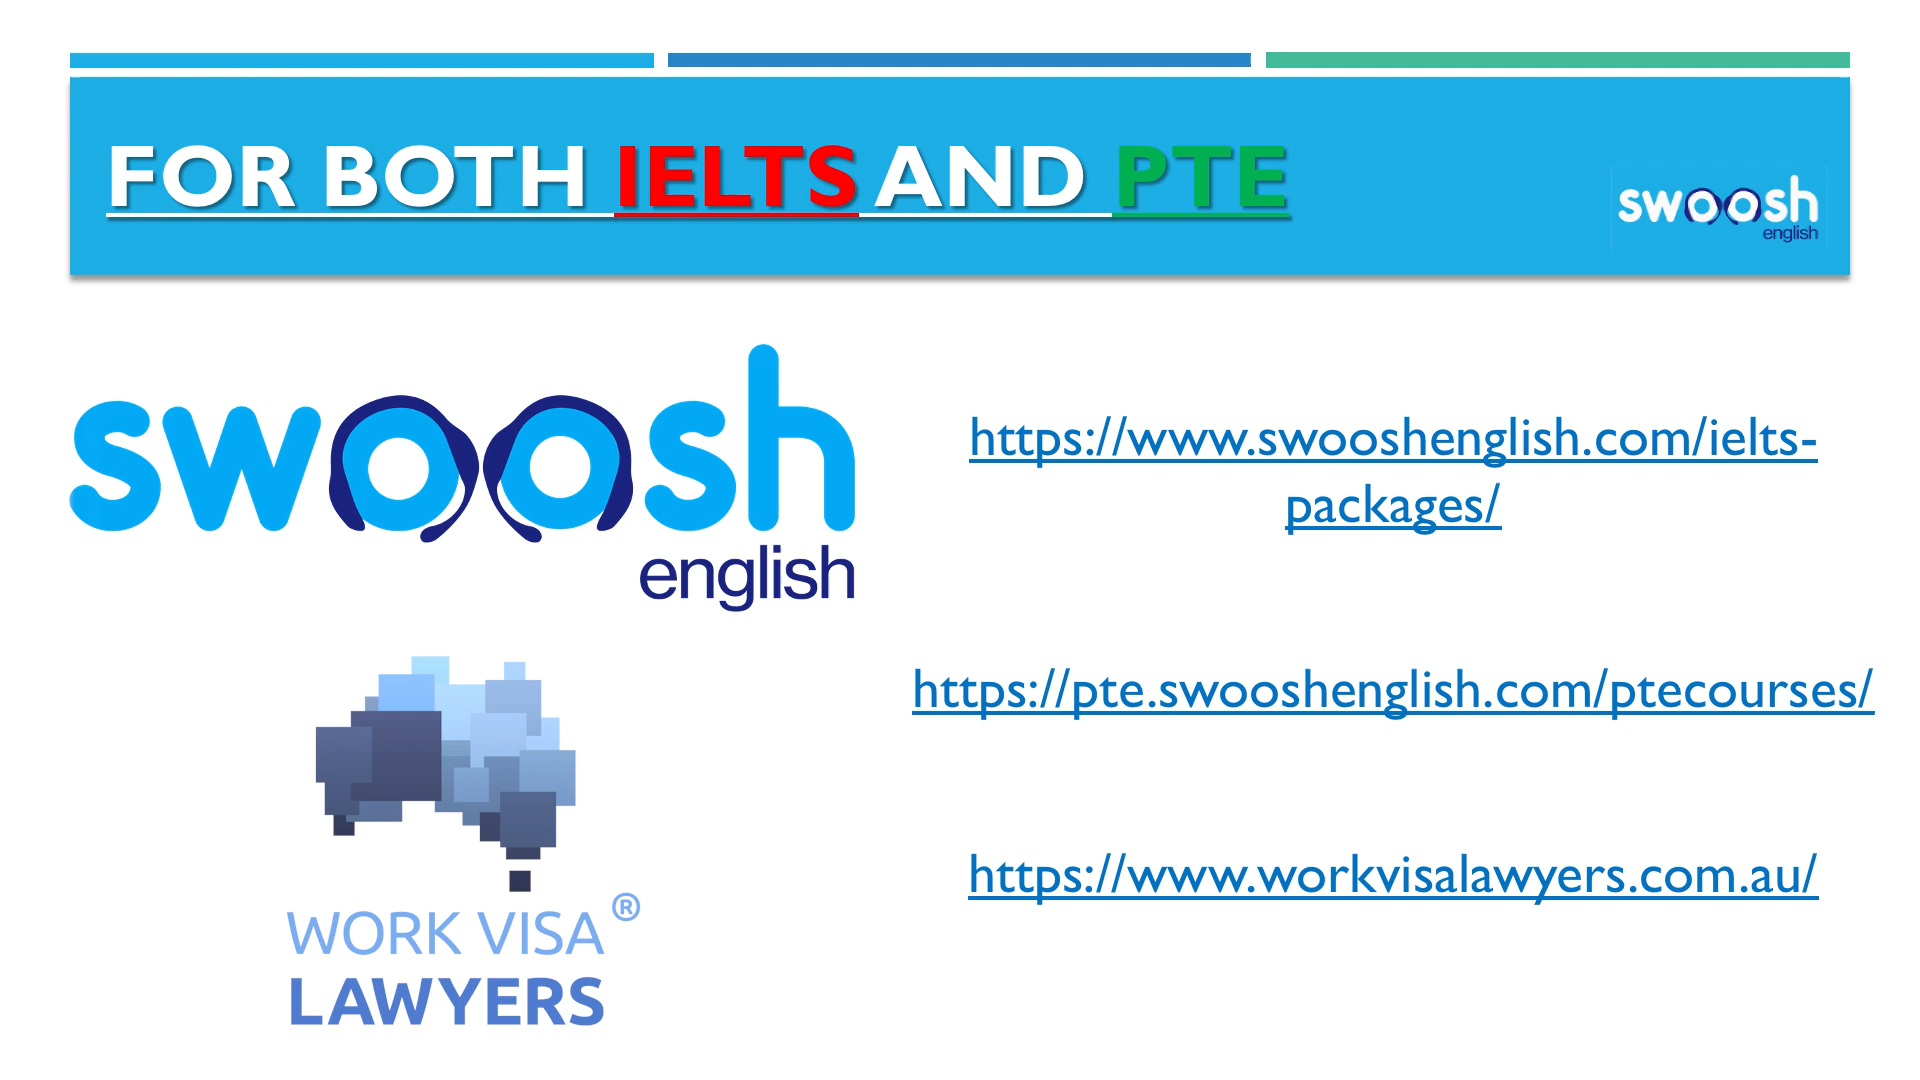 FOR BOTH IELTS AND PTE
swoosh
english
swoosh
english
https://www.swooshenglish.com/ielts-
packages/
https://pte.swooshenglish.com/ptecourses/
https://www.workvisalawyers.com.au/
WORK VISA®
LAWYERS